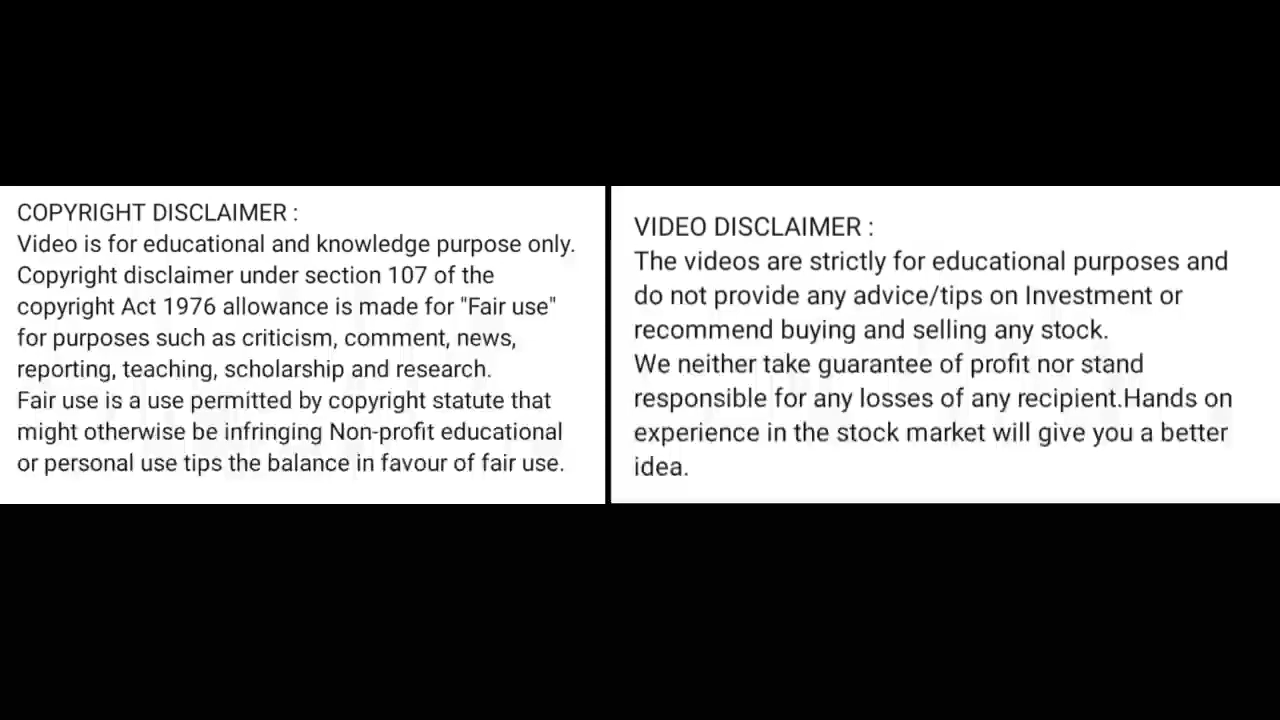 COPYRIGHT DISCLAIMER :
Video is for educational and knowledge purpose only.
Copyright disclaimer under section 107 of the
copyright Act 1976 allowance is made for "Fair use"
for purposes such as criticism, comment, news,
reporting, teaching, scholarship and research.
Fair use is a use permitted by copyright statute that
might otherwise be infringing Non-profit educational
or personal use tips the balance in favour of fair use.
VIDEO DISCLAIMER :
The videos are strictly for educational purposes and
do not provide any advice/tips on Investment or
recommend buying and selling any stock.
We neither take guarantee of profit nor stand
responsible for any losses of any recipient.Hands on
experience in the stock market will give you a better
idea.